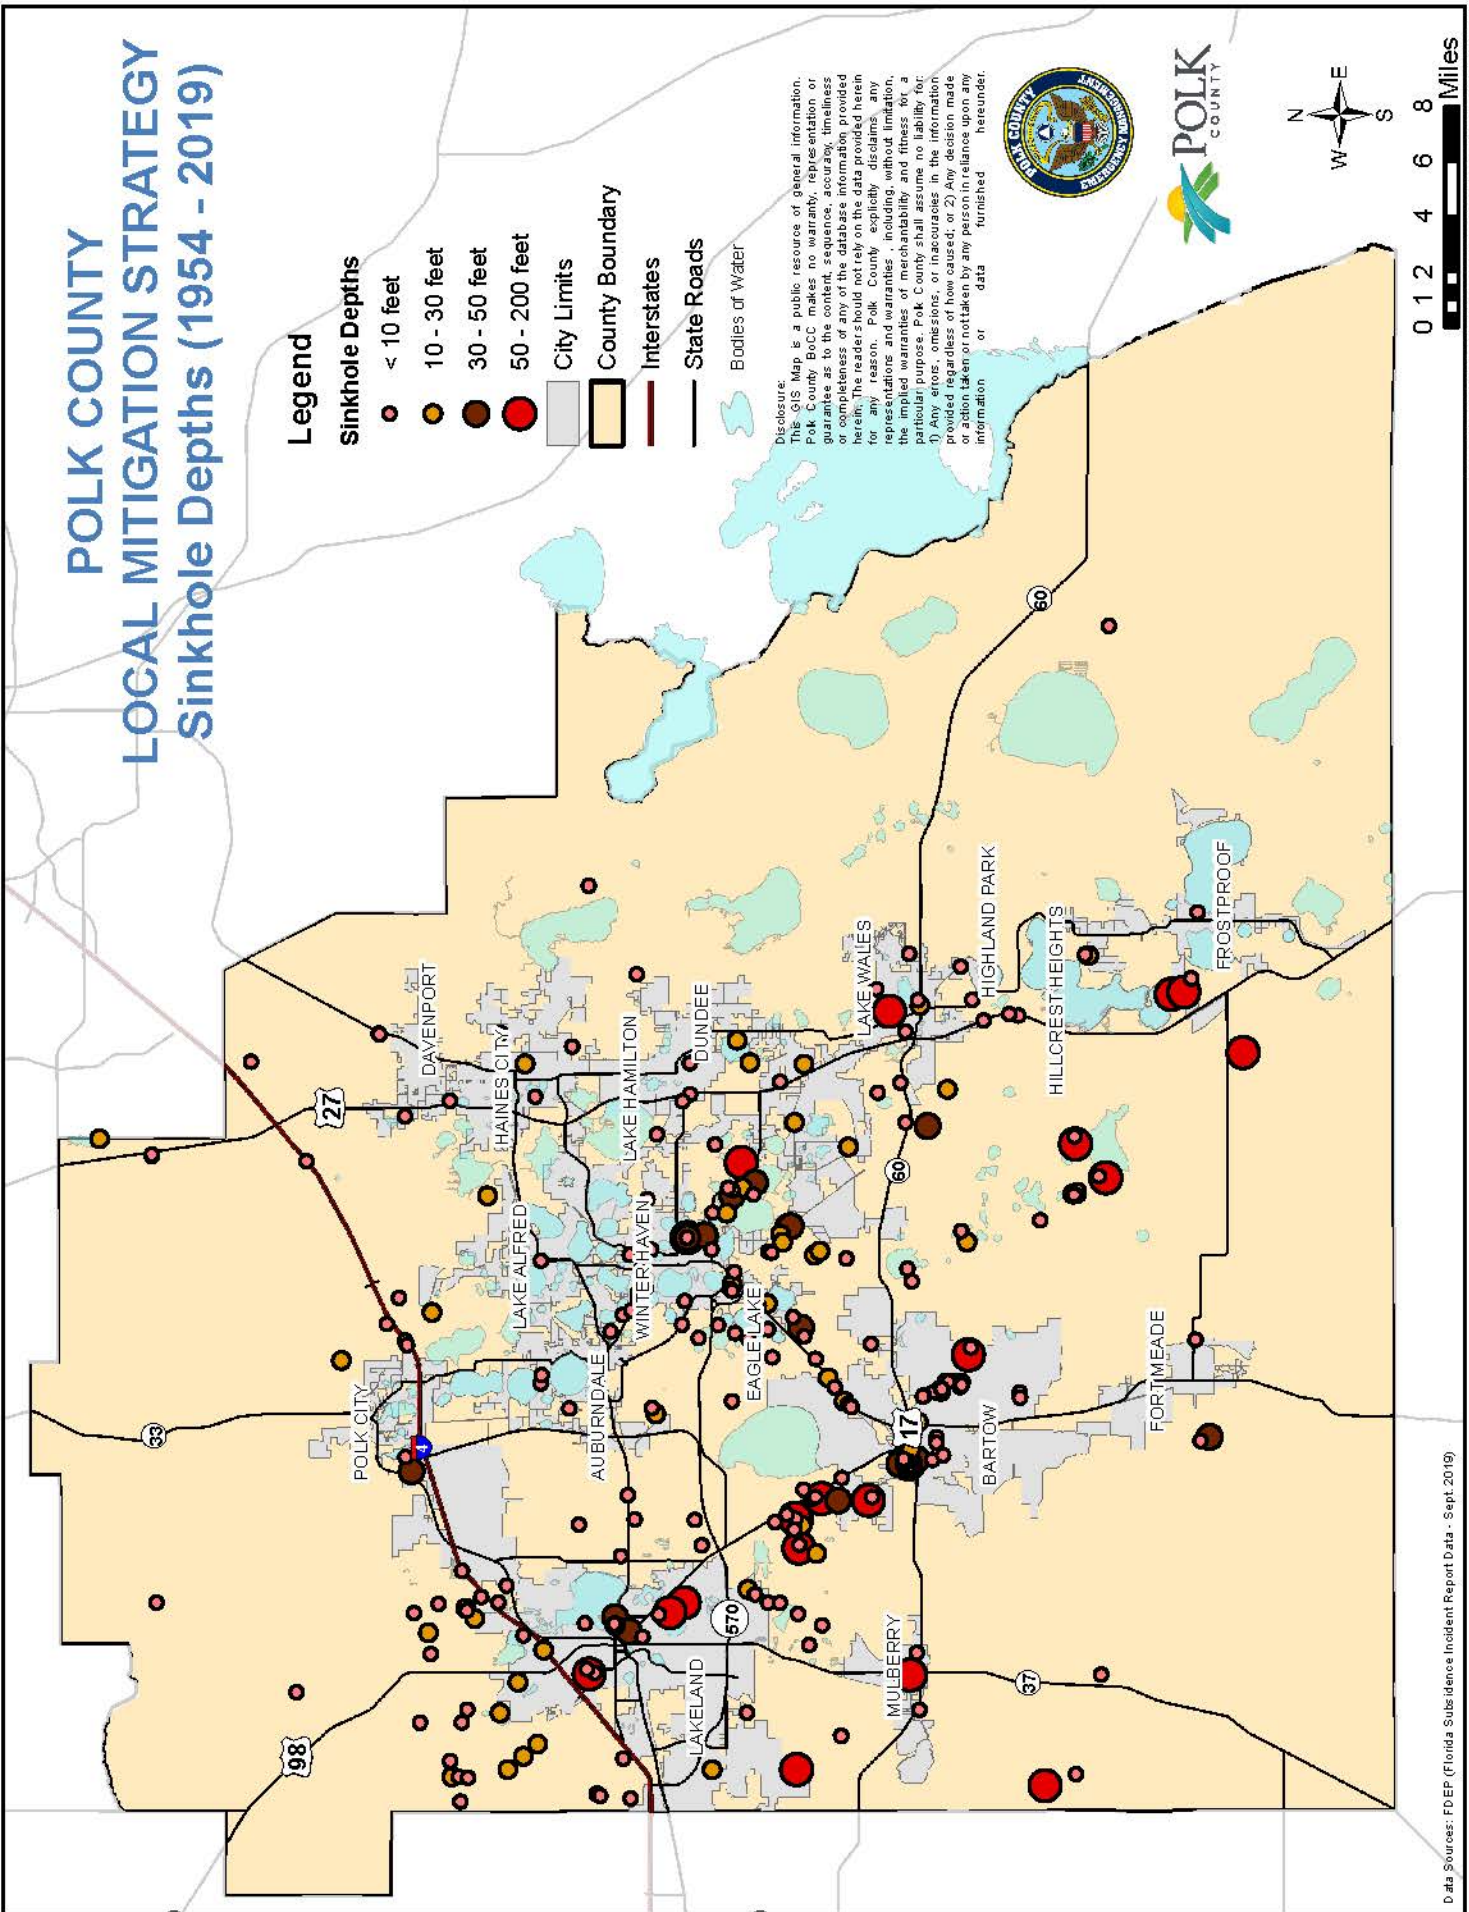 POLK COUNTY
LOCAL MITIGATION STRATEGY
Sinkhole Depths (1954 - 2019)
Legend
Sinkhole Depths
< 10 feet
10 - 30 feet
30 - 50 feet
50 - 200 feet
City Limits
County Boundary
Interstates
State Roads
Bodies of Water
Disclosure:
This GIS Map is a public resource of general information.
Polk County BoCC makes no warranty, representation or
guarantee as to the content, sequence, accuracy, timeliness
or completeness of any of the database information provided
herein. The reader should not rely on the data provided herein
for any reason. Polk County explicitly disclaims any
representations and warranties, including, without limitation,
the implied warranties of merchantability and fitness for a
particular purpose. Polk County shall assume no liability for:
1) Any errors, omissions, or inaccuracies in the information
provided regardless of how caused; or 2) Any decision made
or action taken or not taken by any person in reliance upon any
information or data furnished hereunder.
POLK COUNTY
EMERGENCY MANAGEMENT
POLK
COUNTY
N
W
E
S
0 1 2 4 6 8
Miles
27
33
98
4
POLK CITY
DAVENPORT
HAINES CITY
LAKE ALFRED
LAKE HAMILTON
WINTER HAVEN
AUBURNDALE
DUNDEE
LAKELAND
570
EAGLE LAKE
LAKE WALES
60
60
17
MULBERRY
BARTOW
HIGHLAND PARK
HILLCREST HEIGHTS
37
FORT MEADE
FROSTPROOF
Data Sources: FDEP (Florida Subsidence Incident Report Data - Sept. 2019)